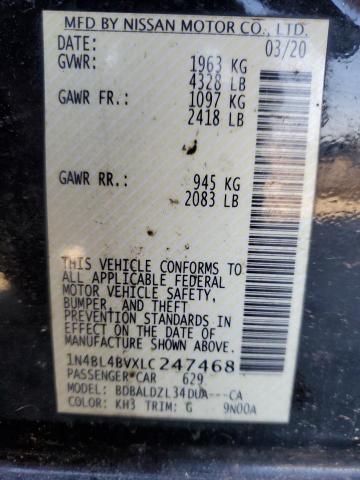 MFD BY NISSAN MOTOR CO., LTD.
DATE: 03/20
GVWR: 1963 KG
4328 LB
GAWR FR.: 1097 KG
2418 LB
GAWR RR.: 945 KG
2083 LB
THIS VEHICLE CONFORMS TO
ALL APPLICABLE FEDERAL
MOTOR VEHICLE SAFETY,
BUMPER, AND THEFT
PREVENTION STANDARDS IN
EFFECT ON THE DATE OF
MANUFACTURE SHOWN ABOVE.
1N4BL4BVXLC247468
PASSENGER CAR 629
MODEL: BDBALDZL34DUA---CA
COLOR: KH3 TRIM: G 9N00A